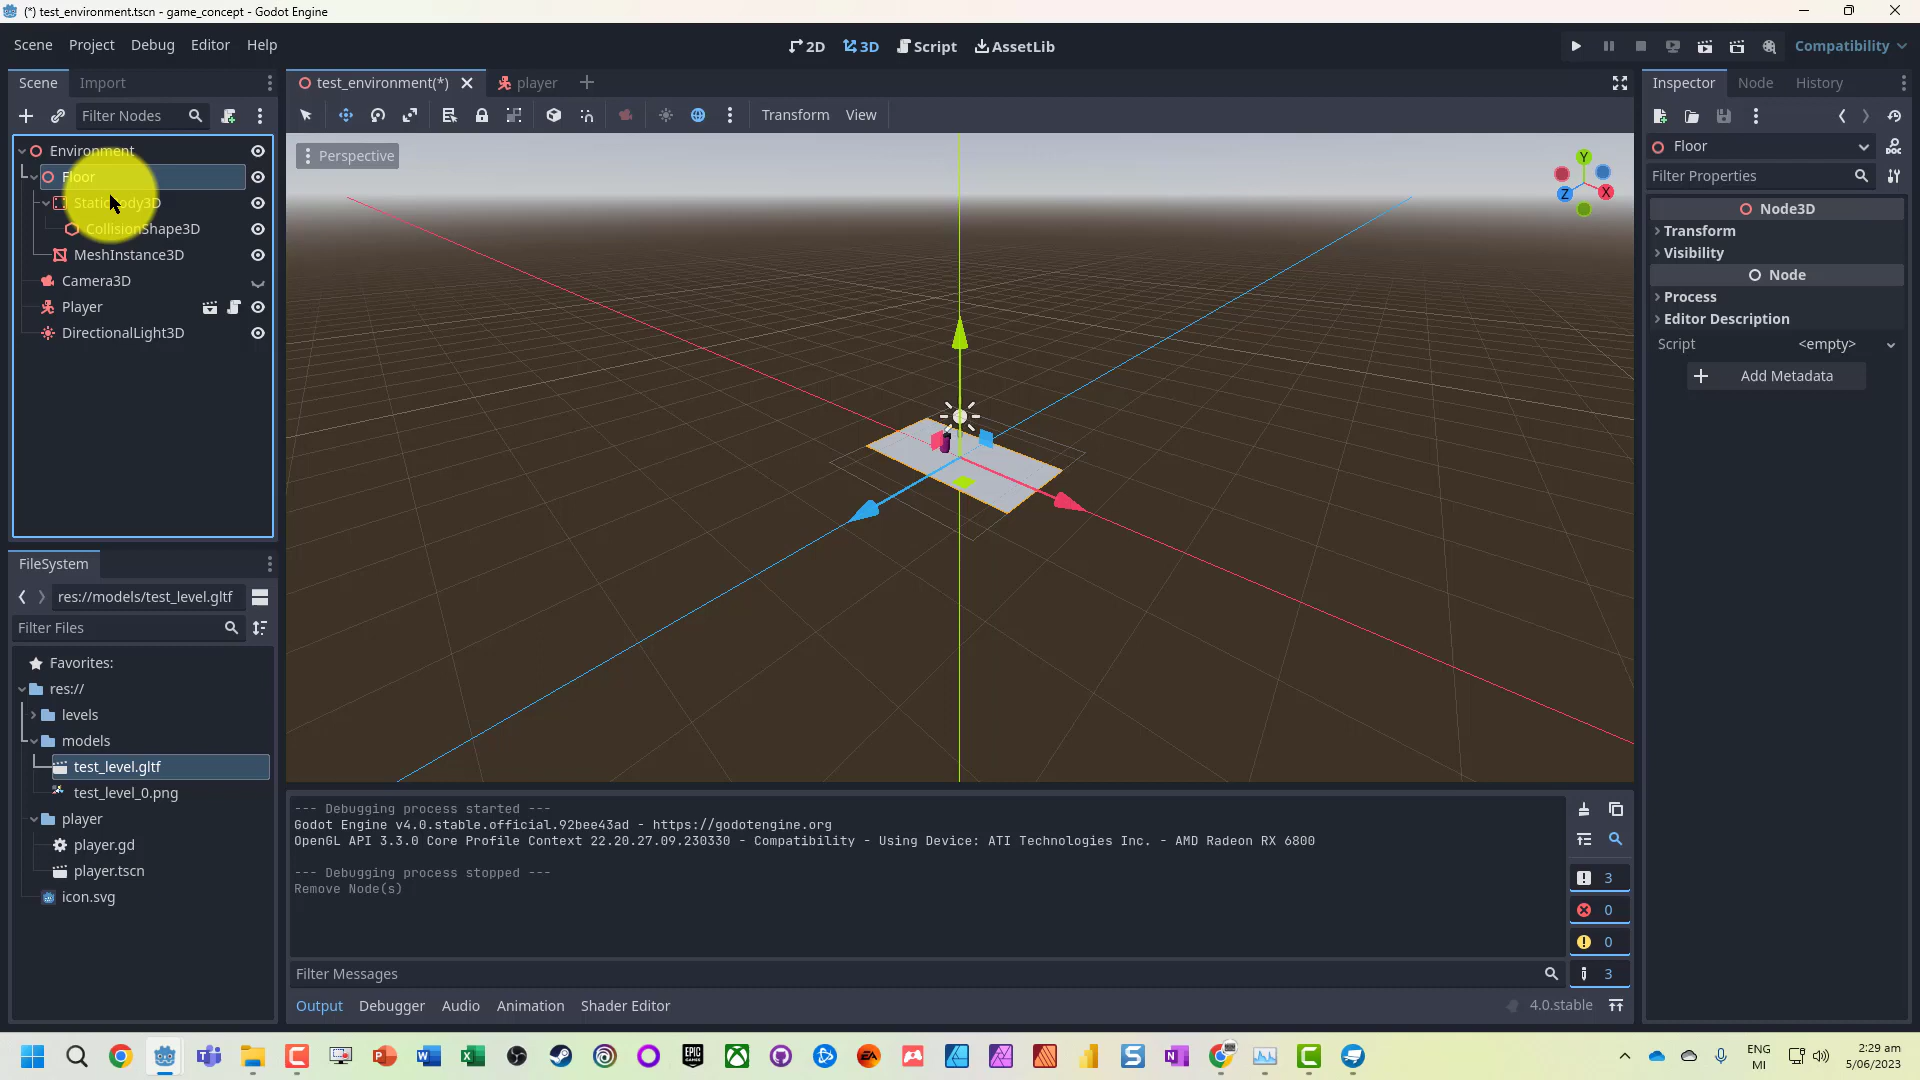 (*) test_environment.tscn - game_concept - Godot Engine
Scene Project Debug Editor Help
2D 3D Script AssetLib
Compatibility
Scene Import
test_environment(*) player
Inspector Node History
Filter Nodes
Transform View
Environment
Perspective
Floor
Floor
Filter Properties
StaticBody3D
CollisionShape3D
MeshInstance3D
Camera3D
Player
DirectionalLight3D
Y
Z
X
Node3D
Transform
Visibility
Node
Process
Editor Description
Script <empty>
Add Metadata
FileSystem
res://models/test_level.gltf
Filter Files
Favorites:
res://
levels
models
test_level.gltf
test_level_0.png
player
player.gd
player.tscn
icon.svg
--- Debugging process started ---
Godot Engine v4.0.stable.official.92bee43ad - https://godotengine.org
OpenGL API 3.3.0 Core Profile Context 22.20.27.09.230330 - Compatibility - Using Device: ATI Technologies Inc. - AMD Radeon RX 6800
--- Debugging process stopped ---
Remove Node(s)
3
0
0
3
Filter Messages
Output Debugger Audio Animation Shader Editor
4.0.stable
ENG
MI
2:29 am
5/06/2023